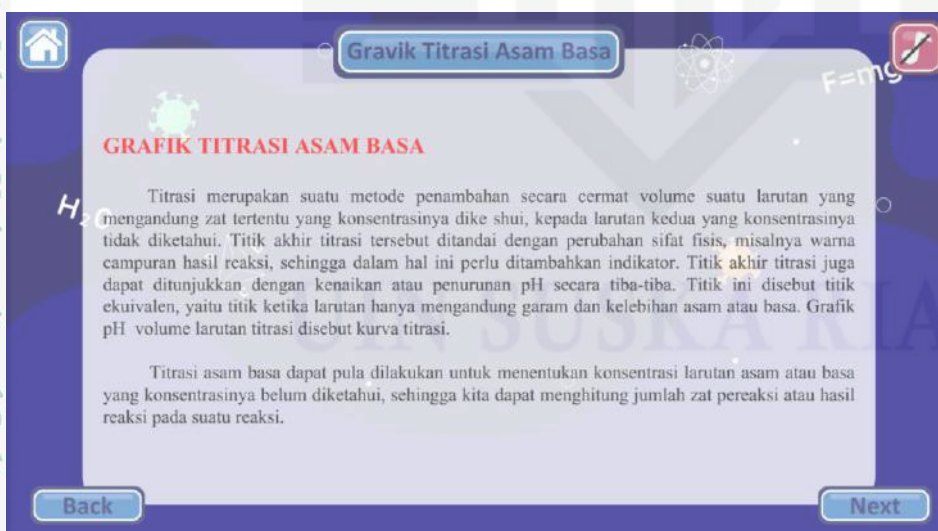 Gravik Titrasi Asam Basa
F=mg
GRAFIK TITRASI ASAM BASA
Titrasi merupakan suatu metode penambahan secara cermat volume suatu larutan yang
H₂O mengandung zat tertentu yang konsentrasinya dike shui, kepada larutan kedua yang konsentrasinya
tidak diketahui. Titik akhir titrasi tersebut ditandai dengan perubahan sifat fisis, misalnya warna
campuran hasil reaksi, sehingga dalam hal ini perlu ditambahkan indikator. Titik akhir titrasi juga
dapat ditunjukkan dengan kenaikan atau penurunan pH secara tiba-tiba. Titik ini disebut titik
ekuivalen, yaitu titik ketika larutan hanya mengandung garam dan kelebihan asam atau basa. Grafik
pH volume larutan titrasi disebut kurva titrasi.
UIN SUSKA RIA
Titrasi asam basa dapat pula dilakukan untuk menentukan konsentrasi larutan asam atau basa
yang konsentrasinya belum diketahui, sehingga kita dapat menghitung jumlah zat pereaksi atau hasil
reaksi pada suatu reaksi.
Back
Next